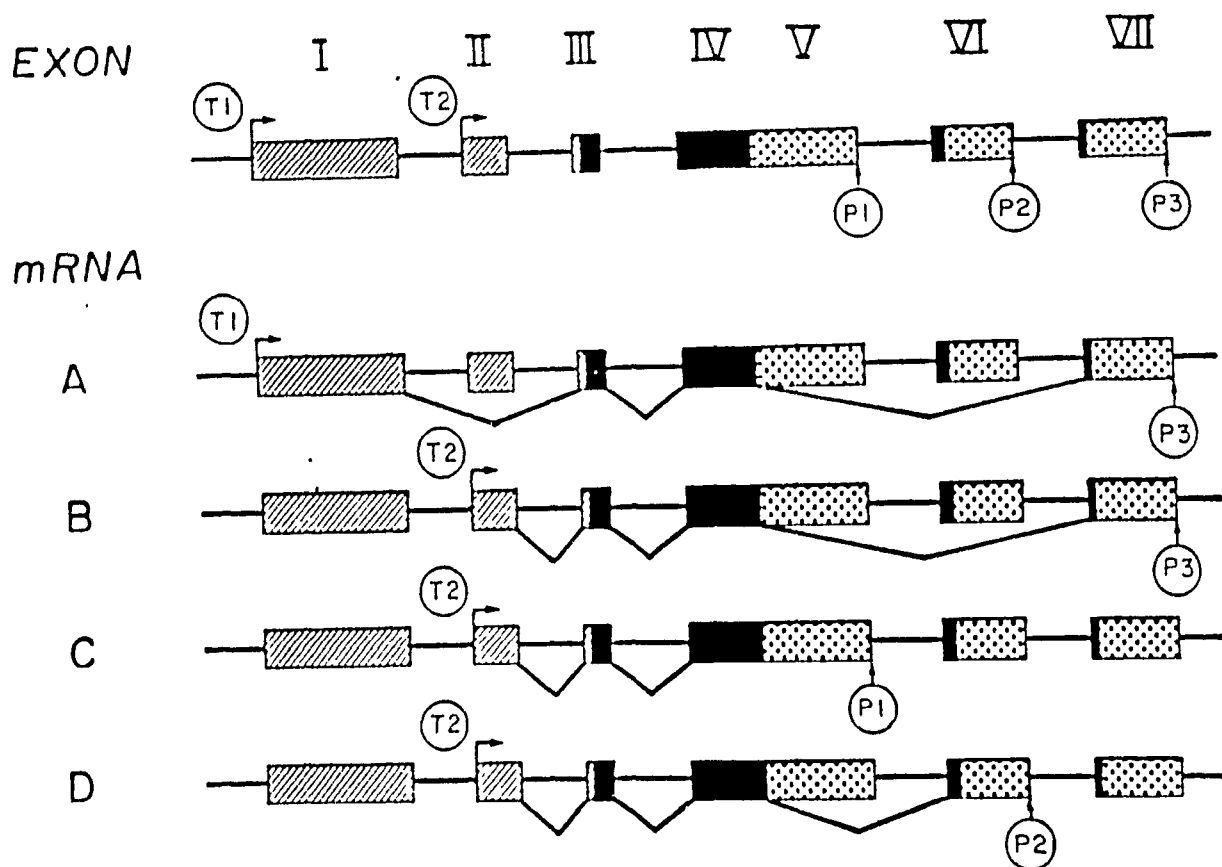 EXON I II III IV V VI VII
T1 T2
P1 P2 P3
mRNA
T1
A
P3
T2
B
P3
T2
C
P1
T2
D
P2